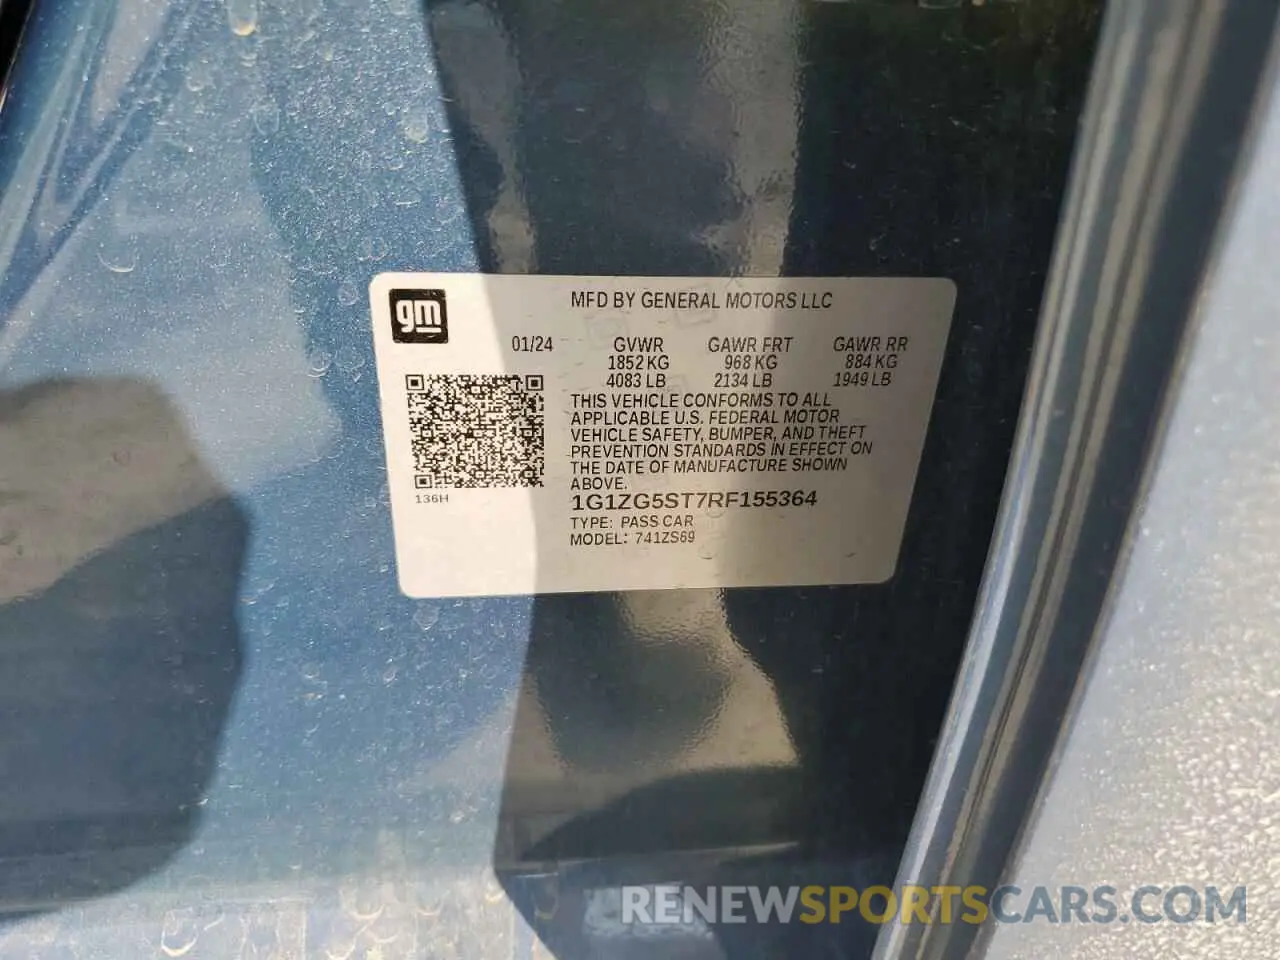 gm
MFD BY GENERAL MOTORS LLC
01/24 GVWR GAWR FRT GAWR RR
1852 KG 968 KG 884 KG
4083 LB 2134 LB 1949 LB
THIS VEHICLE CONFORMS TO ALL
APPLICABLE U.S. FEDERAL MOTOR
VEHICLE SAFETY, BUMPER, AND THEFT
PREVENTION STANDARDS IN EFFECT ON
THE DATE OF MANUFACTURE SHOWN
ABOVE.
136H
1G1ZG5ST7RF155364
TYPE: PASS CAR
MODEL: 741ZS69
RENEWSPORTSCARS.COM